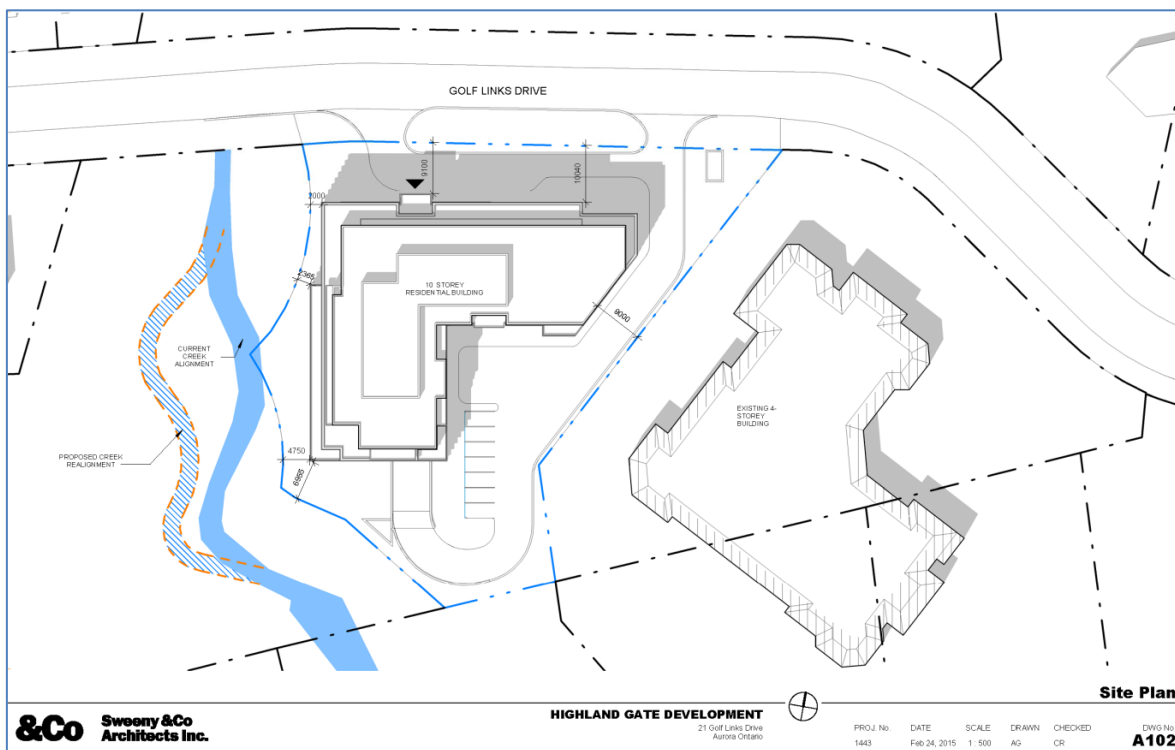 GOLF LINKS DRIVE
9100
10040
2000
2365
10 STOREY
RESIDENTIAL BUILDING
9000
CURRENT
CREEK
ALIGNMENT
EXISTING 4-
STOREY
BUILDING
PROPOSED CREEK
REALIGNMENT
4750
6955
Site Plan
&Co
Sweeny &Co
Architects Inc.
HIGHLAND GATE DEVELOPMENT
21 Golf Links Drive
Aurora Ontario
PROJ. No. DATE SCALE DRAWN CHECKED DWG No
1443 Feb 24, 2015 1 : 500 AG CR A102